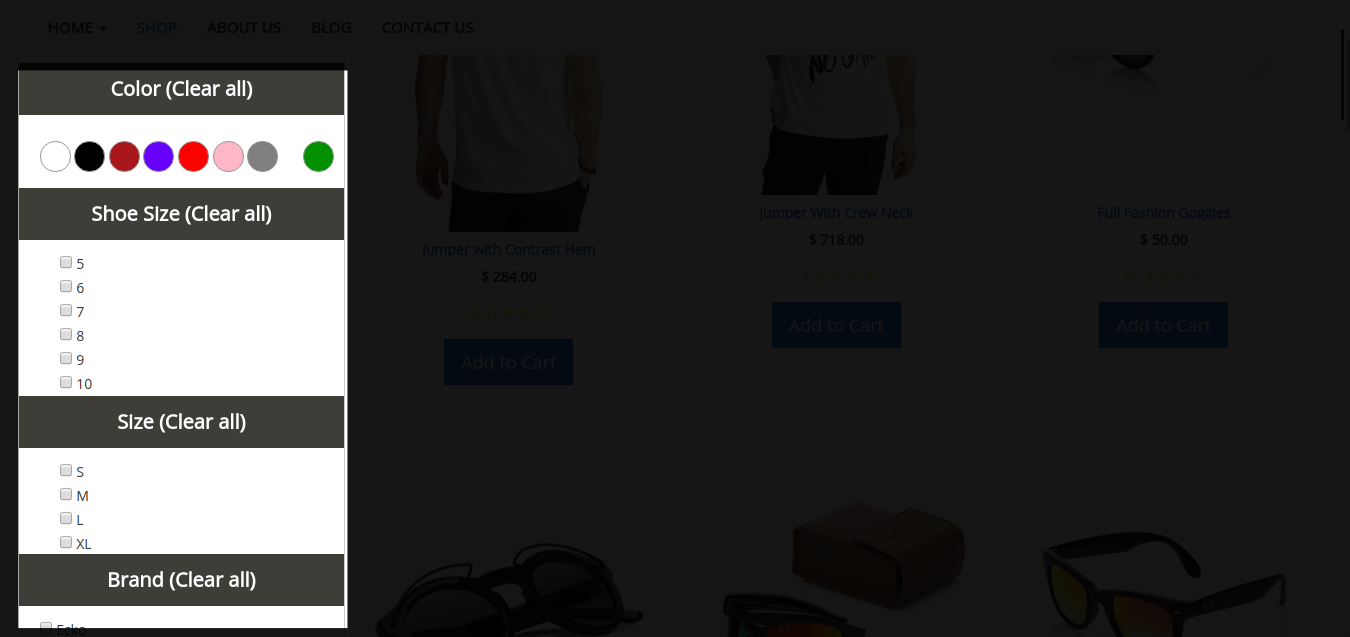 HOME SHOP ABOUT US BLOG CONTACT US
Color (Clear all)
Shoe Size (Clear all)
5
6
7
8
9
10
Size (Clear all)
S
M
L
XL
Brand (Clear all)
Ecko
Jumper with Contrast Hem
$ 284.00
Add to Cart
Jumper With Crew Neck
$ 718.00
Add to Cart
Full Fashion Goggles
$ 50.00
Add to Cart